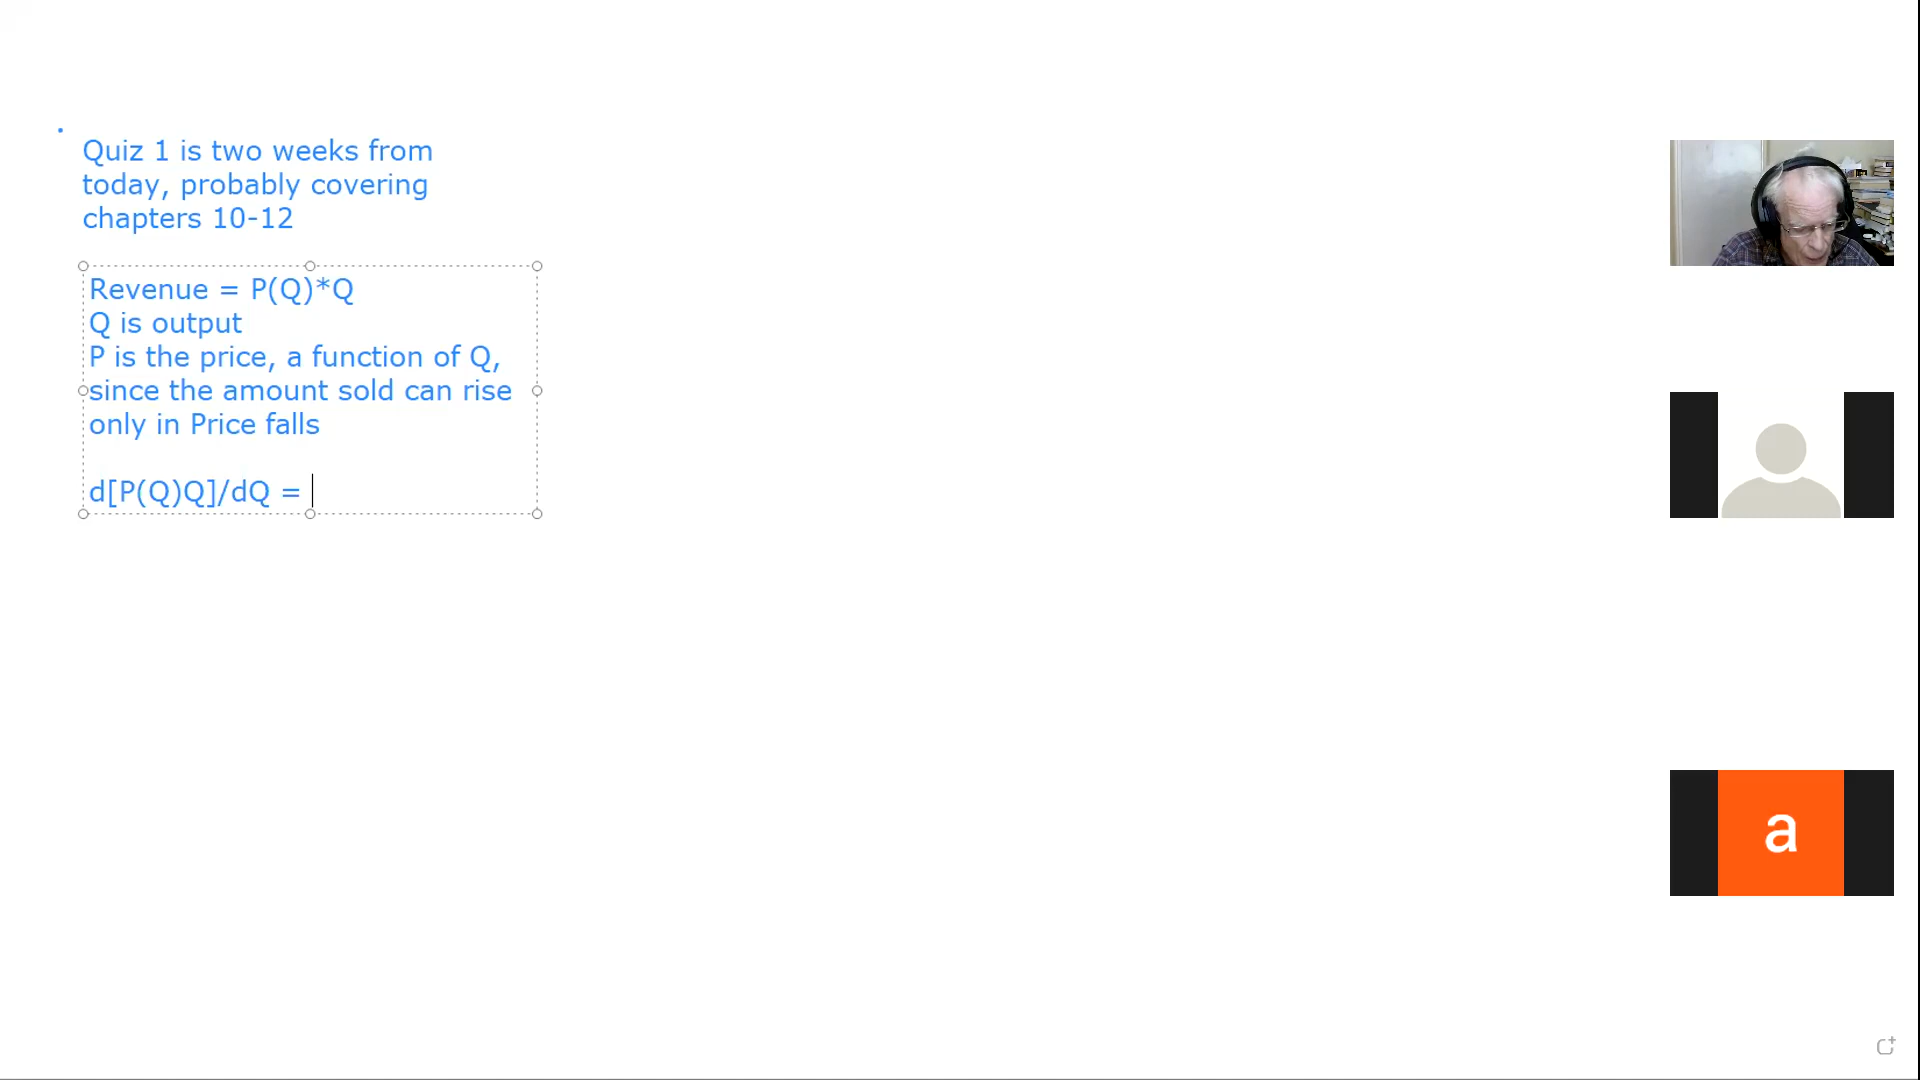 Quiz 1 is two weeks from
today, probably covering
chapters 10-12
Revenue = P(Q)*Q
Q is output
P is the price, a function of Q,
since the amount sold can rise
only in Price falls
d[P(Q)Q]/dQ =
a